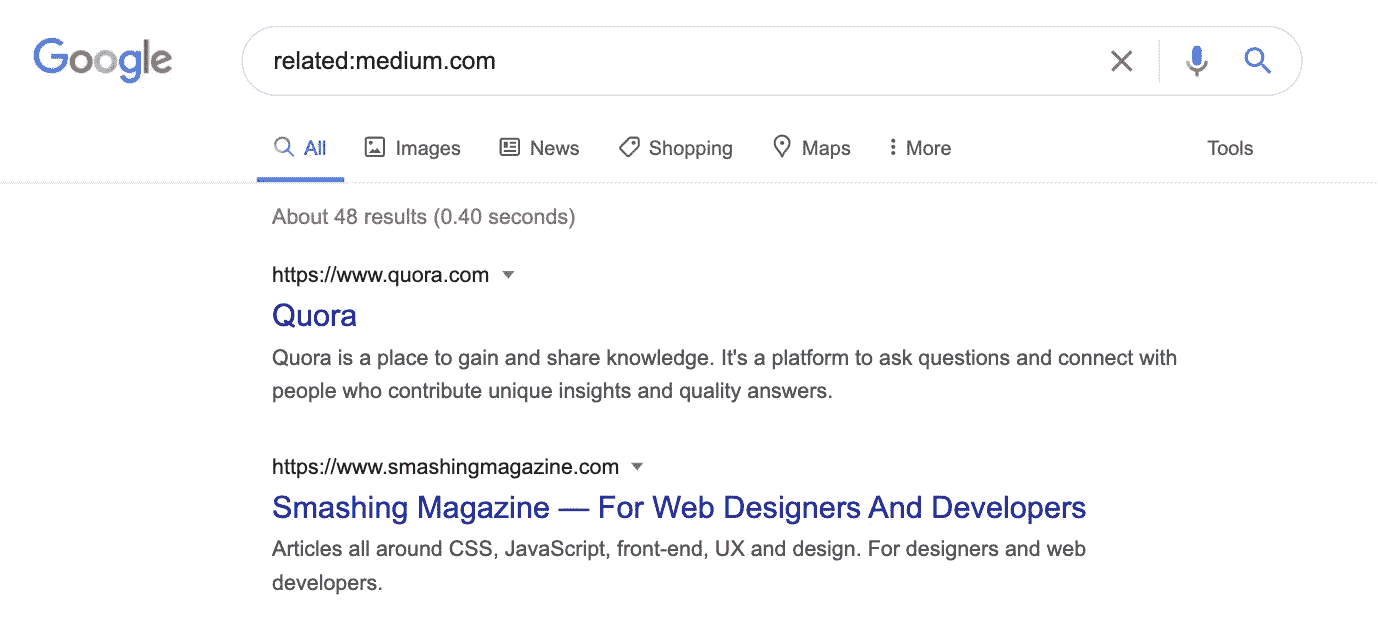 Google
related:medium.com
All Images News Shopping Maps More Tools
About 48 results (0.40 seconds)
https://www.quora.com
Quora
Quora is a place to gain and share knowledge. It's a platform to ask questions and connect with
people who contribute unique insights and quality answers.
https://www.smashingmagazine.com
Smashing Magazine — For Web Designers And Developers
Articles all around CSS, JavaScript, front-end, UX and design. For designers and web
developers.